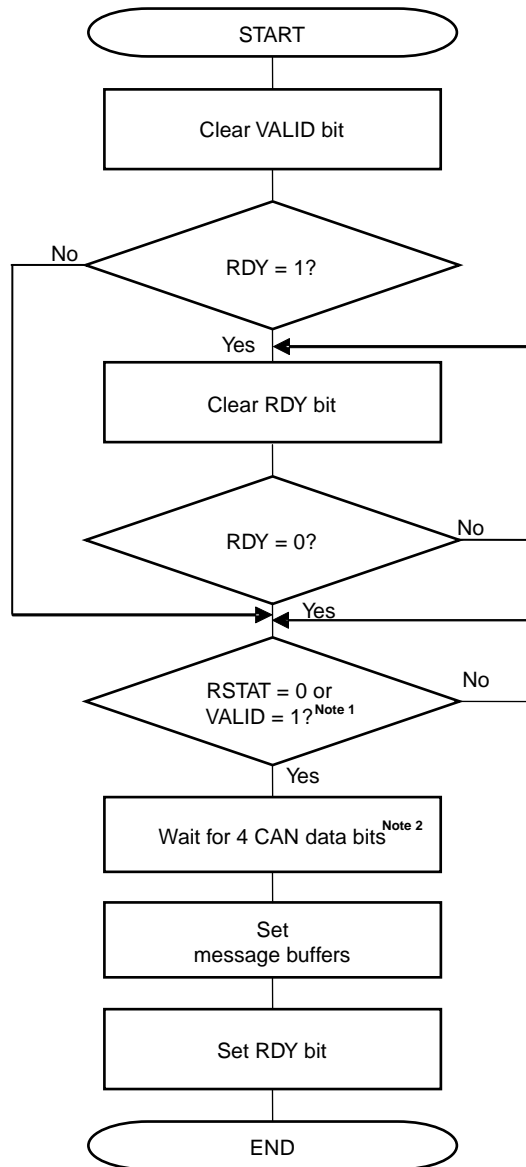 START
Clear VALID bit
No
RDY = 1?
Yes
Clear RDY bit
RDY = 0?
No
Yes
RSTAT = 0 or
VALID = 1?Note 1
No
Yes
Wait for 4 CAN data bitsNote 2
Set
message buffers
Set RDY bit
END